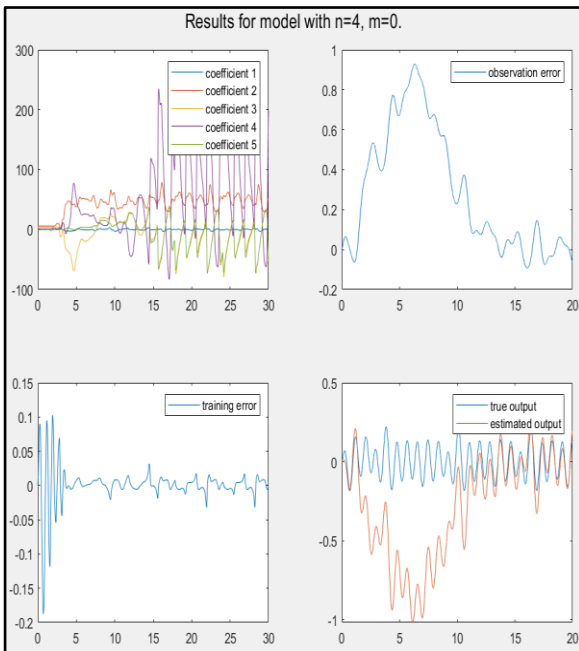 Results for model with n=4, m=0.
300
200
100
0
-100
0 5 10 15 20 25 30
coefficient 1
coefficient 2
coefficient 3
coefficient 4
coefficient 5
1
0.8
0.6
0.4
0.2
0
-0.2
0 5 10 15 20
observation error
0.15
0.1
0.05
0
-0.05
-0.1
-0.15
-0.2
0 5 10 15 20 25 30
training error
0.5
0
-0.5
-1
0 5 10 15 20
true output
estimated output